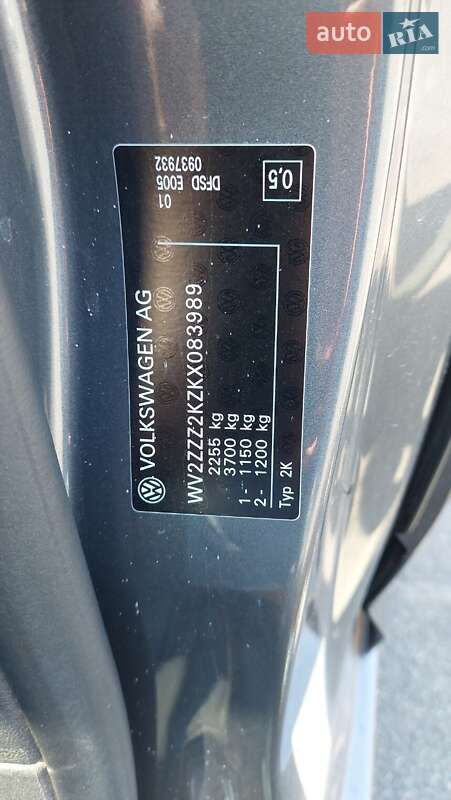 auto RIA.com
VOLKSWAGEN AG
WV2ZZZ2KZKX083989
2255 kg
3700 kg
1- 1150 kg
2- 1200 kg
Typ 2K
01
DFSD E005
0937932
0,5